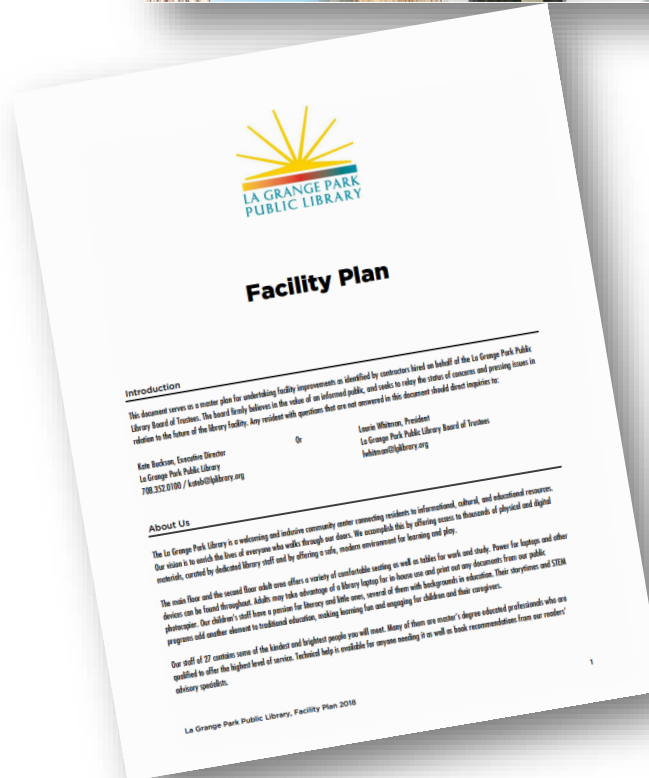 LA GRANGE PARK
PUBLIC LIBRARY
Facility Plan
Introduction
This document serves as a master plan for undertaking facility improvements as identified by contractors hired on behalf of the La Grange Park Public
Library Board of Trustees. The board firmly believes in the value of an informed public, and seeks to relay the status of concerns and pressing issues in
relation to the future of the library Facility. Any resident with questions that are not answered in this document should direct inquiries to:
Kate Buckson, Executive Director
La Grange Park Public Library
708.352.0100 / kateb@lplibrary.org
Or
Laurie Whitman, President
La Grange Park Public Library Board of Trustees
lwhitman@lplibrary.org
About Us
The La Grange Park Library is a welcoming and inclusive community center connecting residents to informational, cultural, and educational resources.
Our vision is to enrich the lives of everyone who walks through our doors. We accomplish this by offering access to thousands of physical and digital
materials, curated by dedicated library staff and by offering a safe, modern environment for learning and play.
The main floor and the second floor adult area offers a variety of comfortable seating as well as tables for work and study. Power for laptops and other
devices can be found throughout. Adults may take advantage of a library laptop for in-house use and print out any documents from our public
photocopier. Our children's staff have a passion for literacy and little ones, several of them with backgrounds in education. Their storytimes and STEM
programs add another element to traditional education, making learning fun and engaging for children and their caregivers.
Our staff of 27 contains some of the kindest and brightest people you will meet. Many of them are master's degree educated professionals who are
qualified to offer the highest level of service. Technical help is available for anyone needing it as well as book recommendations from our readers'
advisory specialists.
1
La Grange Park Public Library, Facility Plan 2018